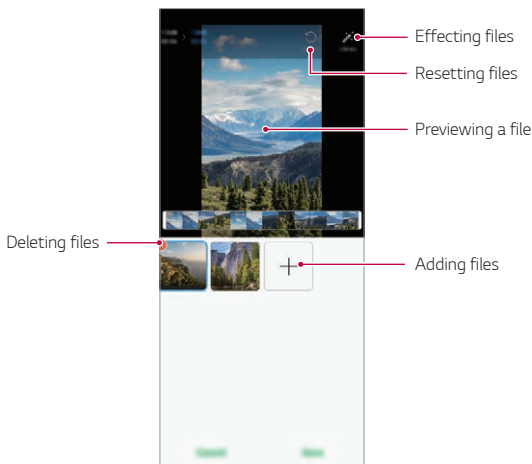 Effecting files
Resetting files
Previewing a file
Deleting files
Adding files